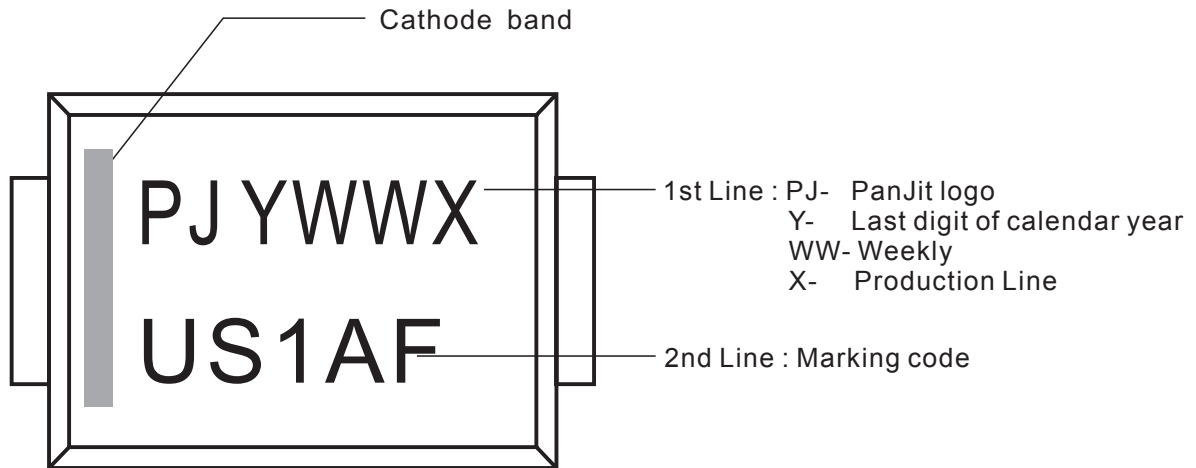 Cathode band
PJ YWWX
1st Line : PJ- PanJit logo
Y- Last digit of calendar year
WW- Weekly
X- Production Line
US1AF
2nd Line : Marking code